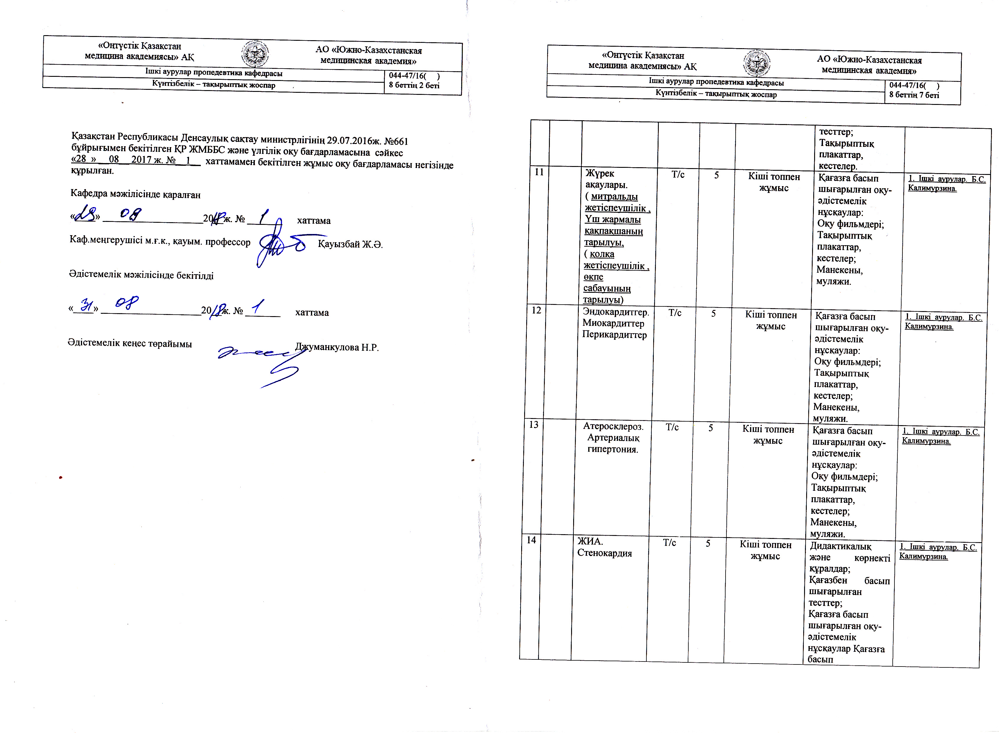 «Оңтүстік Қазақстан
медицина академиясы» АҚ
АО «Южно-Казахстанская
медицинская академия»
Ішкі аурулар пропедевтика кафедрасы
044-47/16( )
Күнтізбелік – тақырыптық жоспар
8 беттің 2 беті
Қазақстан Республикасы Денсаулық сақтау министрлігінің 29.07.2016ж. №661
бұйрығымен бекітілген ҚР ЖМББС және үлгілік оқу бағдарламасына сәйкес
«28 » 08 2017 ж. № 1 хаттамамен бекітілген жұмыс оқу бағдарламасы негізінде
құрылған.
Кафедра мәжілісінде қаралған
« » 08 2018 ж. № 1 хаттама
Каф.меңгерушісі м.ғ.к., қауым. профессор Қауызбай Ж.Ә.
Әдістемелік мәжілісінде бекітілді
«31» 08 2018 ж. № 1 хаттама
Әдістемелік кеңес төрайымы Джуманкулова Н.Р.
«Онтүстік Қазақстан
медицина академиясы» АҚ
АО «Южно-Казахстанская
медицинская академия»
Ішкі аурулар пропедевтика кафедрасы
044-47/16( )
Күнтізбелік – тақырыптық жоспар
8 беттің 7 беті
тесттер;
Тақырыптық
плакаттар,
кестелер.
11
Жүрек
ақаулары.
( митральды
жетіспеушілік ,
Үш жармалы
қақпақшаның
тарылуы,
( қолқа
жетіспеушілік ,
өкпе
сабауының
тарылуы)
Т/с
5
Кіші топпен
жұмыс
Қағазға басып
шығарылған оқу-
әдістемелік
нұсқаулар:
Оқу фильмдері;
Тақырыптық
плакаттар,
кестелер;
Манекены,
муляжи.
1. Ішкі аурулар. Б.С.
Калимурзина.
12
Эндокардитгер.
Миокардиттер
Перикардиттер
Т/с
5
Кіші топпен
жұмыс
Қағазға басып
шығарылған оқу-
әдістемелік
нұсқаулар:
Оқу фильмдері;
Тақырыптық
плакаттар,
кестелер;
Манекены,
муляжи.
1. Ішкі аурулар. Б.С.
Калимурзина.
13
Атеросклероз.
Артериалық
гипертония.
Т/с
5
Кіші топпен
жұмыс
Қағазға басып
шығарылған оқу-
әдістемелік
нұсқаулар:
Оқу фильмдері;
Тақырыптық
плакаттар,
кестелер;
Манекены,
муляжи.
1. Ішкі аурулар. Б.С.
Калимурзина.
14
ЖИА.
Стенокардия
Т/с
5
Кіші топпен
жұмыс
Дидактикалық
және көрнекті
құралдар;
Қағазбен басып
шығарылған
тесттер;
Қағазға басып
шығарылған оқу-
әдістемелік
нұсқаулар Қағазға
басып
1. Ішкі аурулар. Б.С.
Калимурзина.